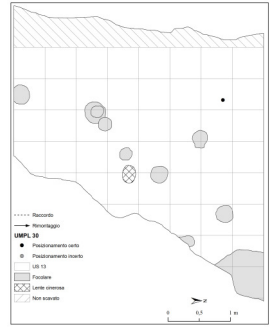 Raccordo
Rimontaggio
UMPL 30
Posizionamento certo
Posizionamento incerto
US 13
Focolare
Lente cinerosa
Non scavato
z
0 0,5 1 m